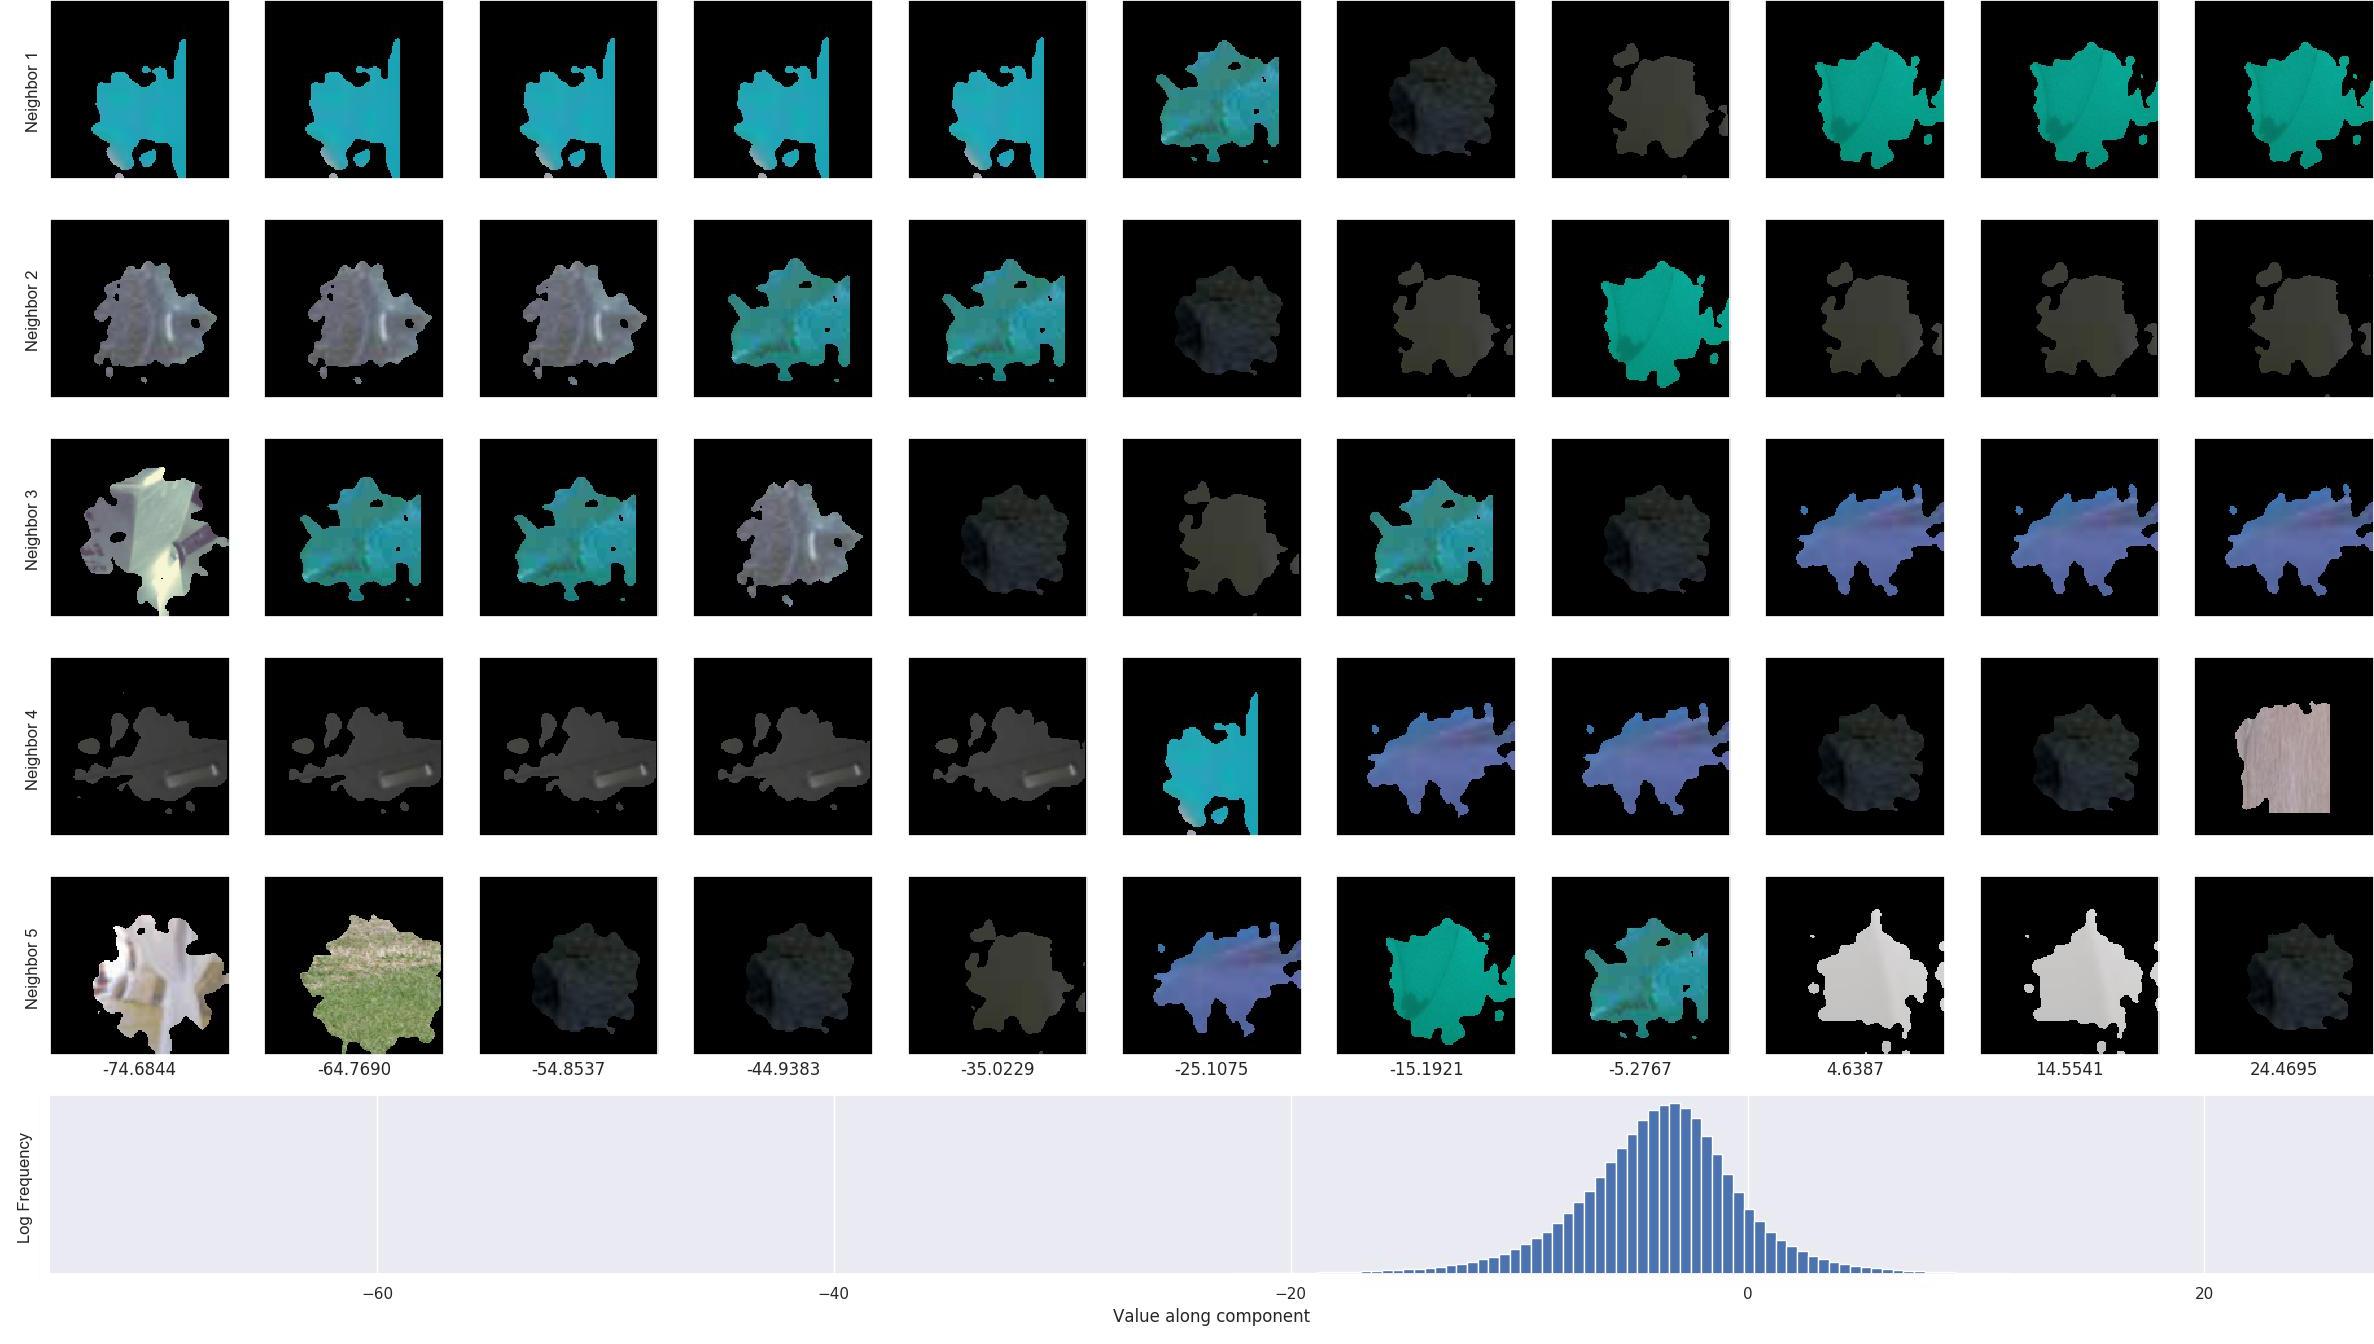 Neighbor 1
Neighbor 2
Neighbor 3
Neighbor 4
Neighbor 5
-74.6844 -64.7690 -54.8537 -44.9383 -35.0229 -25.1075 -15.1921 -5.2767 4.6387 14.5541 24.4695
Log Frequency
−60 −40 −20 0 20
Value along component